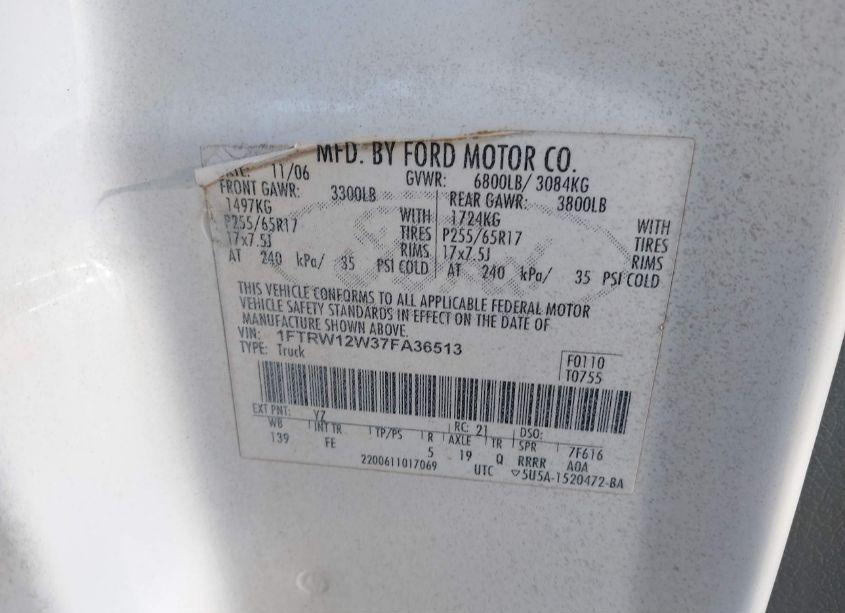 MFD. BY FORD MOTOR CO.
DATE: 11/06 GVWR: 6800LB/ 3084KG
FRONT GAWR: 3300LB REAR GAWR: 3800LB
1497KG WITH 1724KG WITH
P255/65R17 TIRES P255/65R17 TIRES
17x7.5J RIMS 17x7.5J RIMS
AT 240 kPa/ 35 PSI COLD AT 240 kPa/ 35 PSI COLD
THIS VEHICLE CONFORMS TO ALL APPLICABLE FEDERAL MOTOR
VEHICLE SAFETY STANDARDS IN EFFECT ON THE DATE OF
MANUFACTURE SHOWN ABOVE.
VIN: 1FTRW12W37FA36513
TYPE: Truck
F0110
T0755
EXT PNT: YZ RC: 21 DSO:
WB INT TR TP/PS R AXLE TR SPR 7F616
139 FE 5 19 Q RRRR A0A
2200611017069 UTC ▽5U5A-1520472-BA